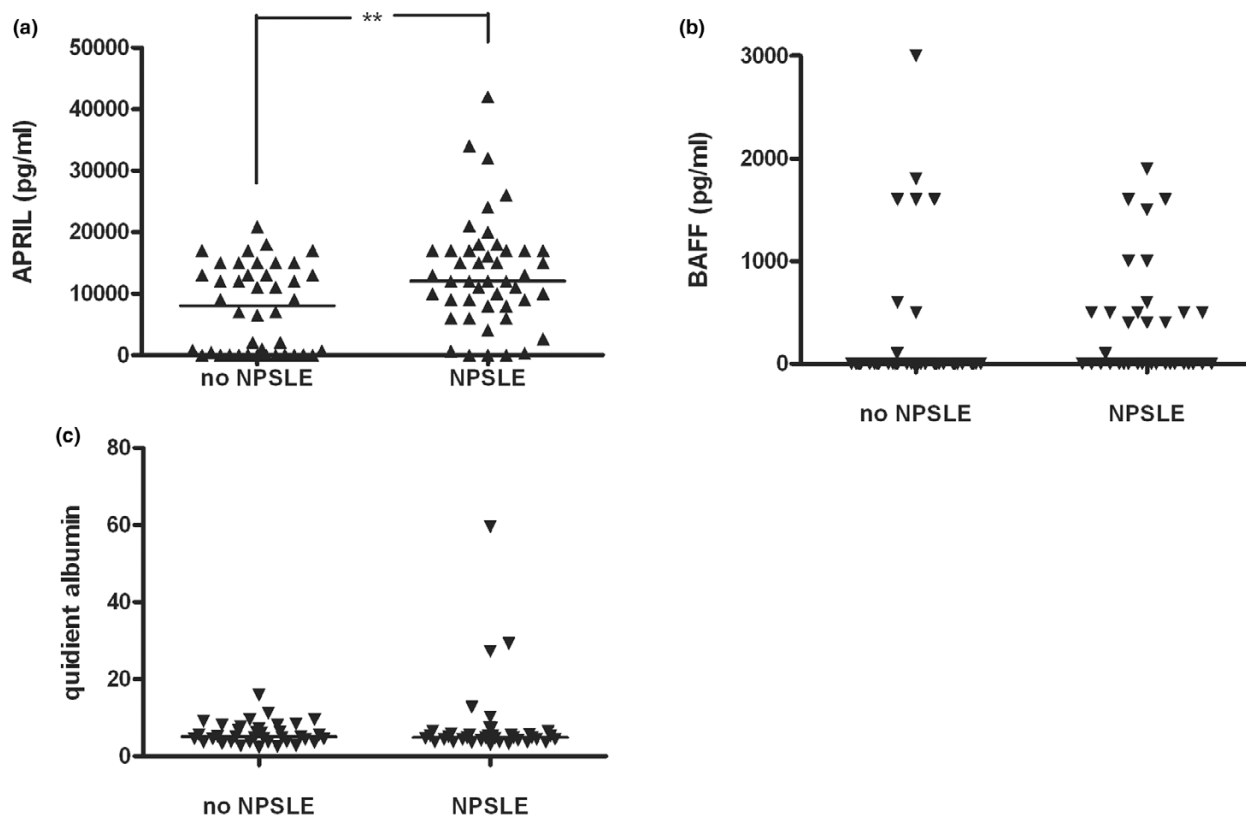 (a)
**
50000
40000
30000
20000
10000
0
APRIL (pg/ml)
no NPSLE NPSLE
(b)
3000
2000
1000
0
BAFF (pg/ml)
no NPSLE NPSLE
(c)
80
60
40
20
0
quidient albumin
no NPSLE NPSLE